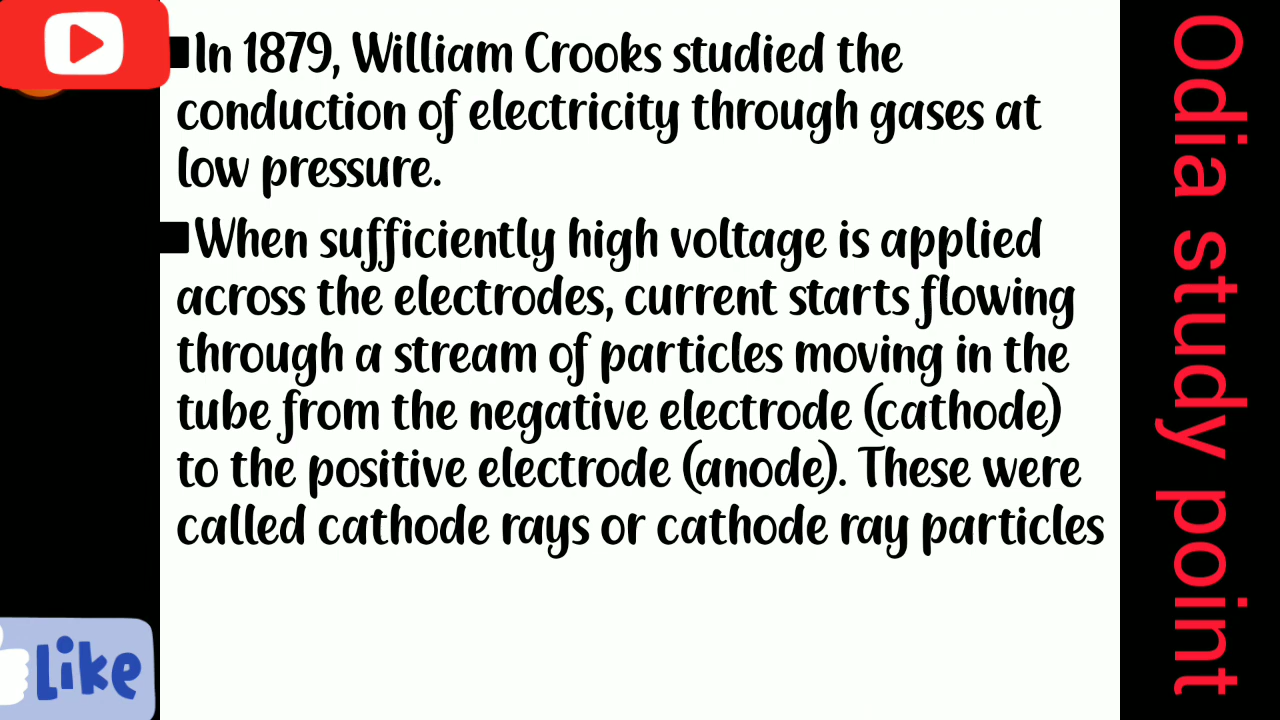 In 1879, William Crooks studied the
conduction of electricity through gases at
low pressure.
When sufficiently high voltage is applied
across the electrodes, current starts flowing
through a stream of particles moving in the
tube from the negative electrode (cathode)
to the positive electrode (anode). These were
called cathode rays or cathode ray particles
Like
Odia study point